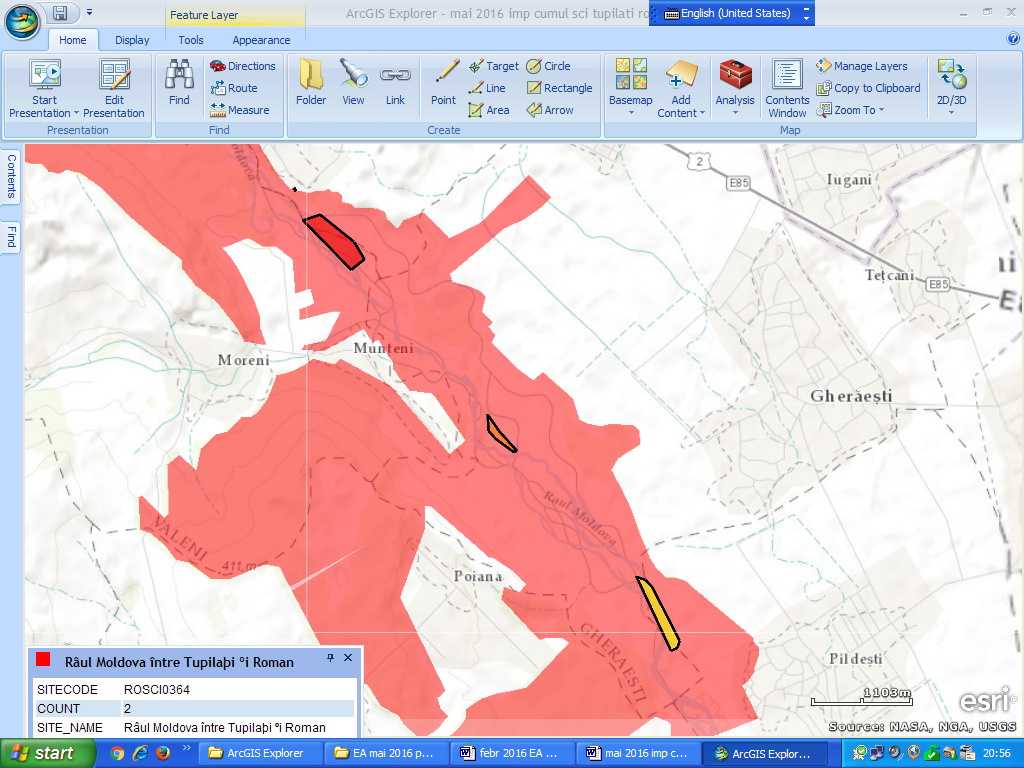 Feature Layer
ArcGIS Explorer - mai 2016 imp cumul sci tupilati ro
English (United States)
Home
Display
Tools
Appearance
Start Presentation
Edit Presentation
Presentation
Find
Directions
Route
Measure
Find
Folder
View
Link
Point
Target
Line
Area
Circle
Rectangle
Arrow
Create
Basemap
Add Content
Analysis
Contents Window
Manage Layers
Copy to Clipboard
Zoom To
Map
2D/3D
Contents
Find
2
E85
Iugani
Tețcani
E85
E
Moreni
Munteni
Gherăești
Raul Moldova
VALENI
411 m
Poiana
GHERAESTI
Pildești
1103m
esri
Source: NASA, NGA, USGS
Râul Moldova între Tupilaþi ºi Roman
SITECODE ROSCI0364
COUNT 2
SITE_NAME Râul Moldova între Tupilaþi ºi Roman
start
ArcGIS Explorer
EA mai 2016 p...
febr 2016 EA ...
mai 2016 imp c...
ArcGIS Explor...
20:56